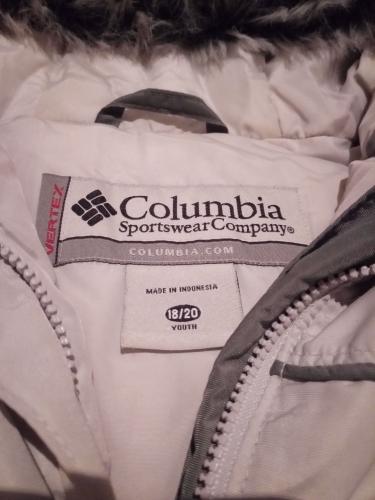 VERTEX
Columbia
Sportswear Company®
COLUMBIA.COM
MADE IN INDONESIA
18/20
YOUTH